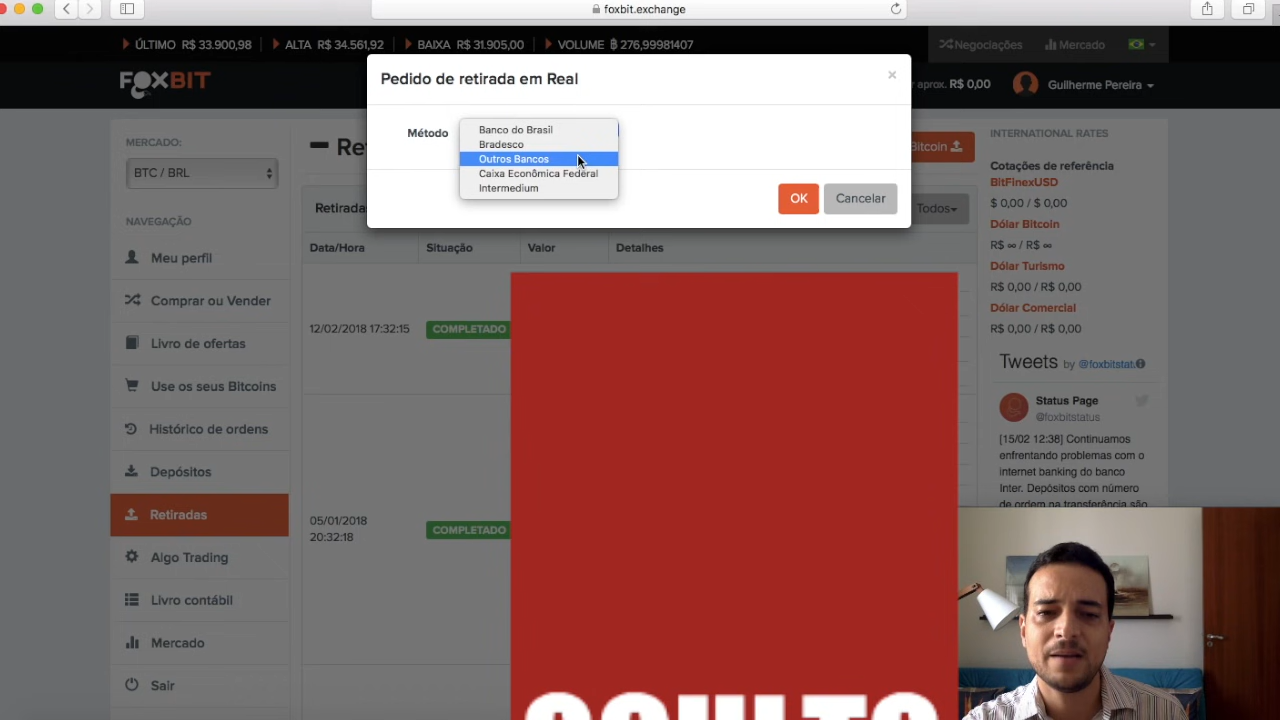 foxbit.exchange
ÚLTIMO R$ 33.900,98 ALTA R$ 34.561,92 BAIXA R$ 31.905,00 VOLUME ₿ 276,99981407
Negociações Mercado
FOXBIT
Pedido de retirada em Real ×
r aprox. R$ 0,00 Guilherme Pereira
Método
Banco do Brasil
Bradesco
Outros Bancos
Caixa Econômica Federal
Intermedium
OK Cancelar
MERCADO:
BTC / BRL
NAVEGAÇÃO
Meu perfil
Comprar ou Vender
Livro de ofertas
Use os seus Bitcoins
Histórico de ordens
Depósitos
Retiradas
Algo Trading
Livro contábil
Mercado
Sair
Re
Bitcoin
Retiradas
Todos
Data/Hora Situação Valor Detalhes
12/02/2018 17:32:15 COMPLETADO
05/01/2018
20:32:18 COMPLETADO
OCULTO
INTERNATIONAL RATES
Cotações de referência
BitFinexUSD
$ 0,00 / $ 0,00
Dólar Bitcoin
R$ ∞ / R$ ∞
Dólar Turismo
R$ 0,00 / R$ 0,00
Dólar Comercial
R$ 0,00 / R$ 0,00
Tweets by @foxbitstat
Status Page
@foxbitstatus
[15/02 12:38] Continuamos
enfrentando problemas com o
internet banking do banco
Inter. Depósitos com número
de ordem na transferência são